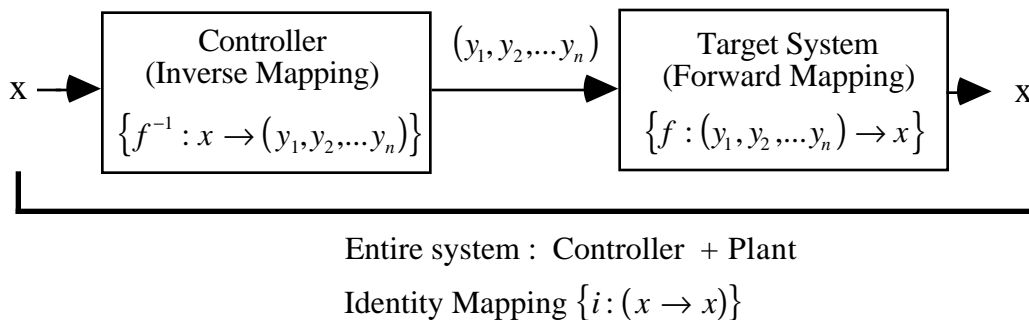 Controller
(Inverse Mapping)
x
{f⁻¹ : x → (y₁, y₂,... yₙ)}
(y₁, y₂,... yₙ)
Target System
(Forward Mapping)
{f : (y₁, y₂,... yₙ) → x}
x
Entire system : Controller + Plant
Identity Mapping {i : (x → x)}